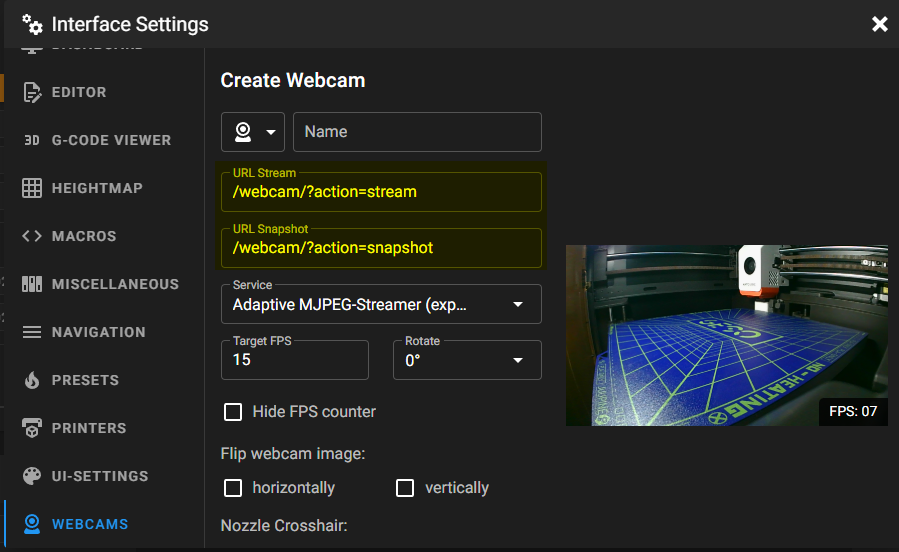 Interface Settings
DASHBOARD
EDITOR
3D G-CODE VIEWER
HEIGHTMAP
MACROS
MISCELLANEOUS
NAVIGATION
PRESETS
PRINTERS
UI-SETTINGS
WEBCAMS
Create Webcam
Name
URL Stream
/webcam/?action=stream
URL Snapshot
/webcam/?action=snapshot
Service
Adaptive MJPEG-Streamer (exp...
Target FPS
15
Rotate
0°
Hide FPS counter
Flip webcam image:
horizontally
vertically
Nozzle Crosshair:
NO-HEATING
FPS: 07